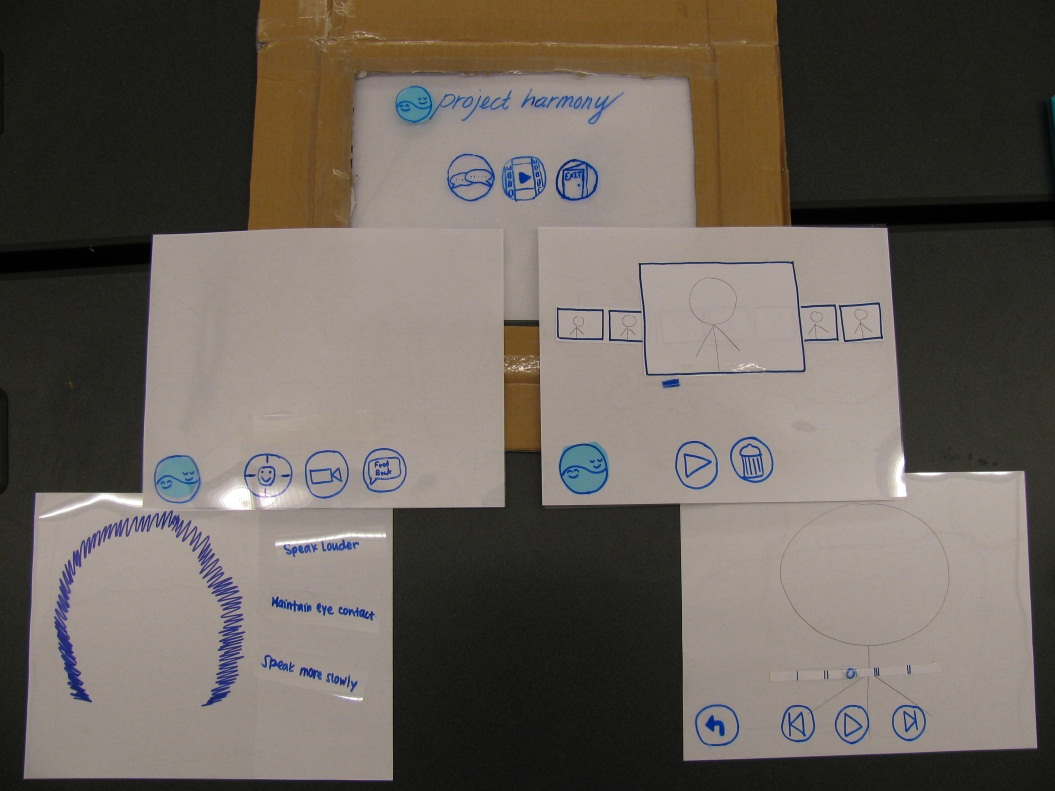 project harmony
EXIT
Feed
Back
Speak Louder
Maintain eye contact
Speak more slowly